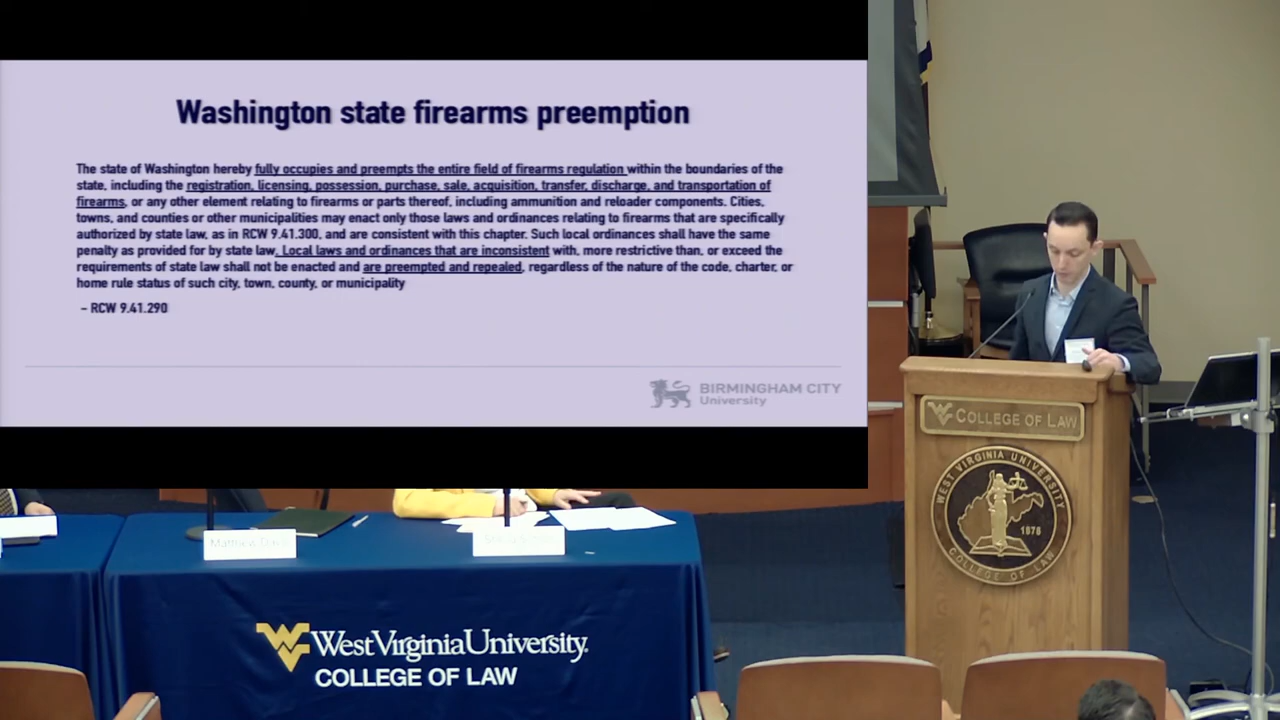 Washington state firearms preemption
The state of Washington hereby fully occupies and preempts the entire field of firearms regulation within the boundaries of the
state, including the registration, licensing, possession, purchase, sale, acquisition, transfer, discharge, and transportation of
firearms, or any other element relating to firearms or parts thereof, including ammunition and reloader components. Cities,
towns, and counties or other municipalities may enact only those laws and ordinances relating to firearms that are specifically
authorized by state law, as in RCW 9.41.300, and are consistent with this chapter. Such local ordinances shall have the same
penalty as provided for by state law. Local laws and ordinances that are inconsistent with, more restrictive than, or exceed the
requirements of state law shall not be enacted and are preempted and repealed, regardless of the nature of the code, charter, or
home rule status of such city, town, county, or municipality
– RCW 9.41.290
BIRMINGHAM CITY
University
COLLEGE OF LAW
WEST VIRGINIA UNIVERSITY
1878
COLLEGE OF LAW
Matthew
West Virginia University.
COLLEGE OF LAW